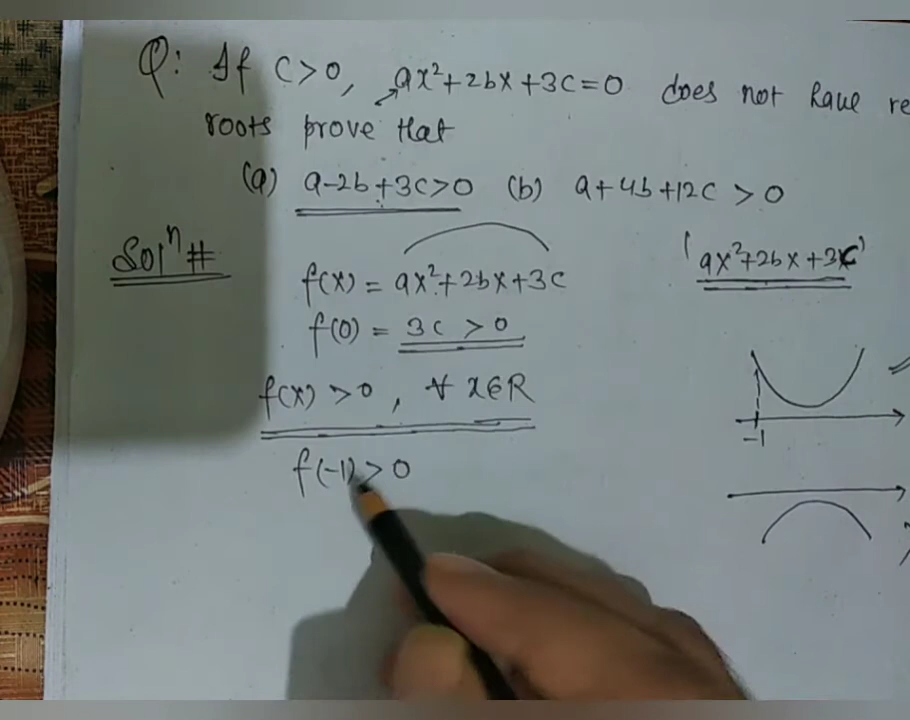 Q: If c>0, ax²+2bx+3c=0 does not have re
roots prove that
(a) a-2b+3c>0 (b) a+4b+12c > 0
Solⁿ #
f(x) = ax²+2bx+3c
(ax²+2bx+3c)
f(0) = 3c > 0
f(x) >0, ∀ x∈R
-1
f(-1) > 0